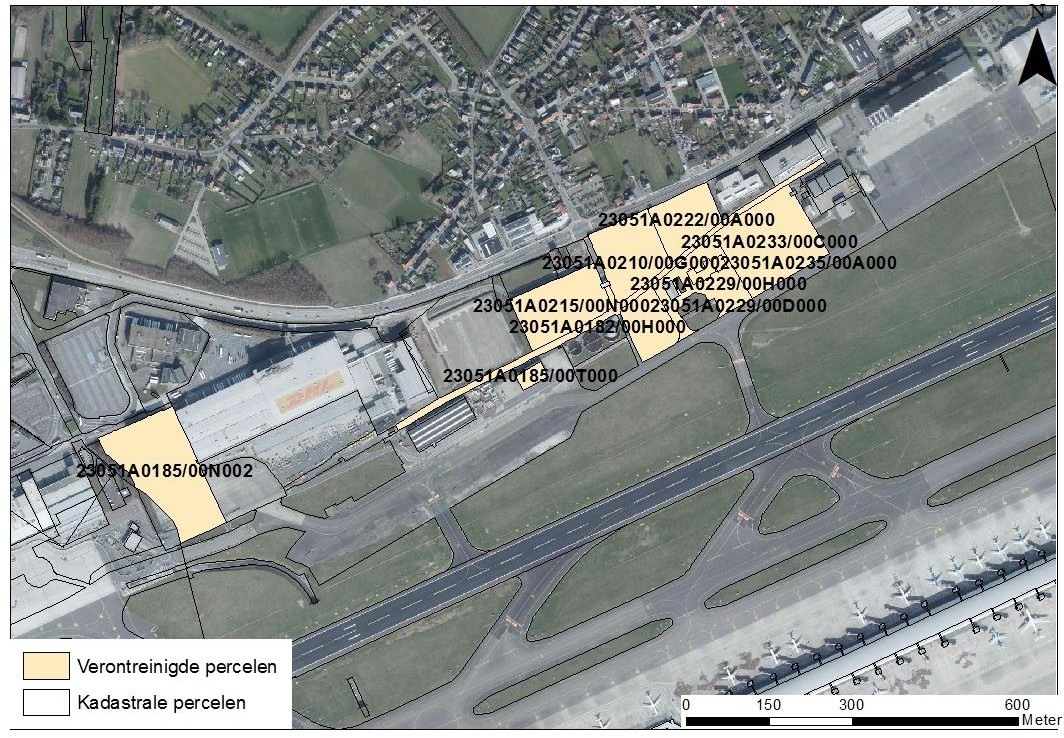 N
23051A0222/00A000
23051A0233/00C000
23051A0210/00G00023051A0235/00A000
23051A0229/00H000
23051A0215/00N00023051A0229/00D000
23051A0182/00H000
23051A0185/00T000
23051A0185/00N002
Verontreinigde percelen
Kadastrale percelen
0 150 300 600
Meter